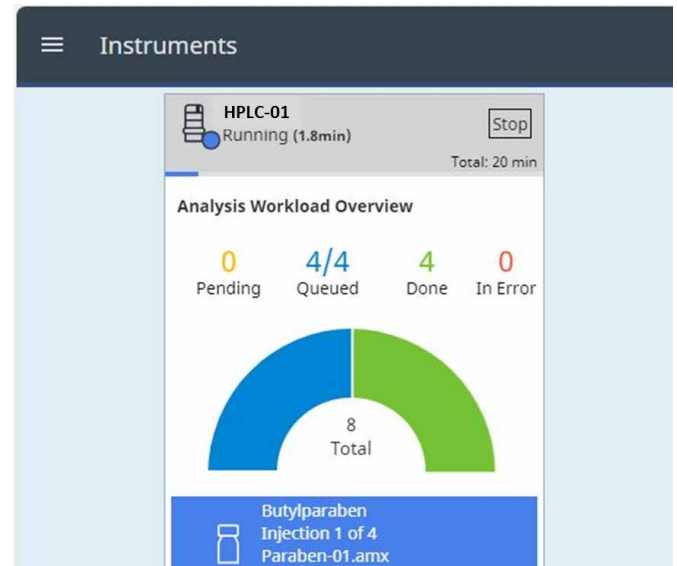 Instruments
HPLC-01
Running (1.8min)
Stop
Total: 20 min
Analysis Workload Overview
0 4/4 4 0
Pending Queued Done In Error
8
Total
Butylparaben
Injection 1 of 4
Paraben-01.amx